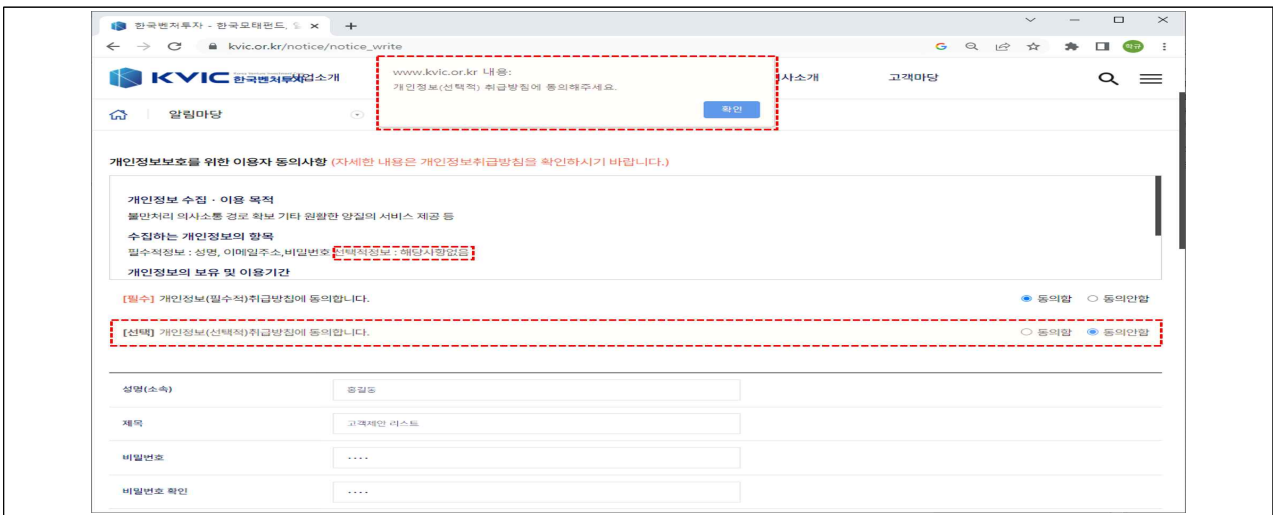 한국벤처투자 - 한국모태펀드,
kvic.or.kr/notice/notice_write
학규
KVIC 한국벤처투자
사업소개
사소개
고객마당
www.kvic.or.kr 내용:
개인정보(선택적) 취급방침에 동의해주세요.
확인
알림마당
개인정보보호를 위한 이용자 동의사항 (자세한 내용은 개인정보취급방침을 확인하시기 바랍니다.)
개인정보 수집 · 이용 목적
불만처리 의사소통 경로 확보 기타 원활한 양질의 서비스 제공 등
수집하는 개인정보의 항목
필수적정보 : 성명, 이메일주소,비밀번호 선택적정보 : 해당사항없음
개인정보의 보유 및 이용기간
[필수] 개인정보(필수적)취급방침에 동의합니다. 동의함 동의안함
[선택] 개인정보(선택적)취급방침에 동의합니다. 동의함 동의안함
성명(소속) 홍길동
제목 고객제안 리스트
비밀번호 ····
비밀번호 확인 ····